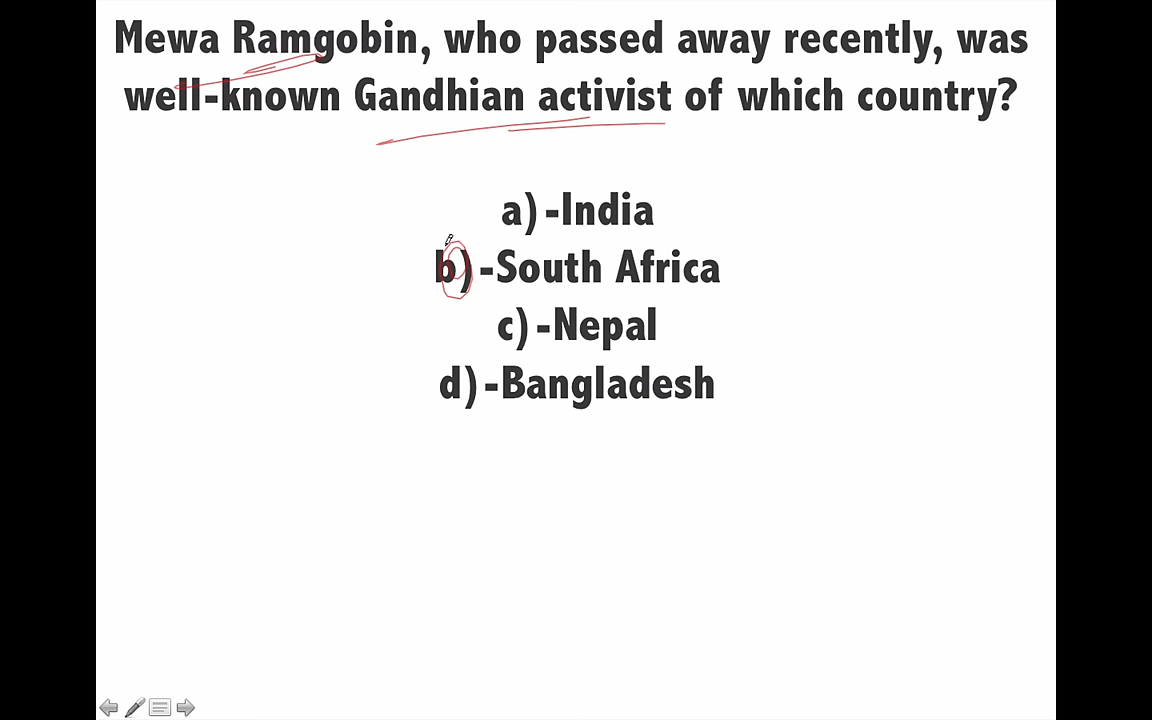 Mewa Ramgobin, who passed away recently, was
well-known Gandhian activist of which country?
a)-India
b)-South Africa
c)-Nepal
d)-Bangladesh